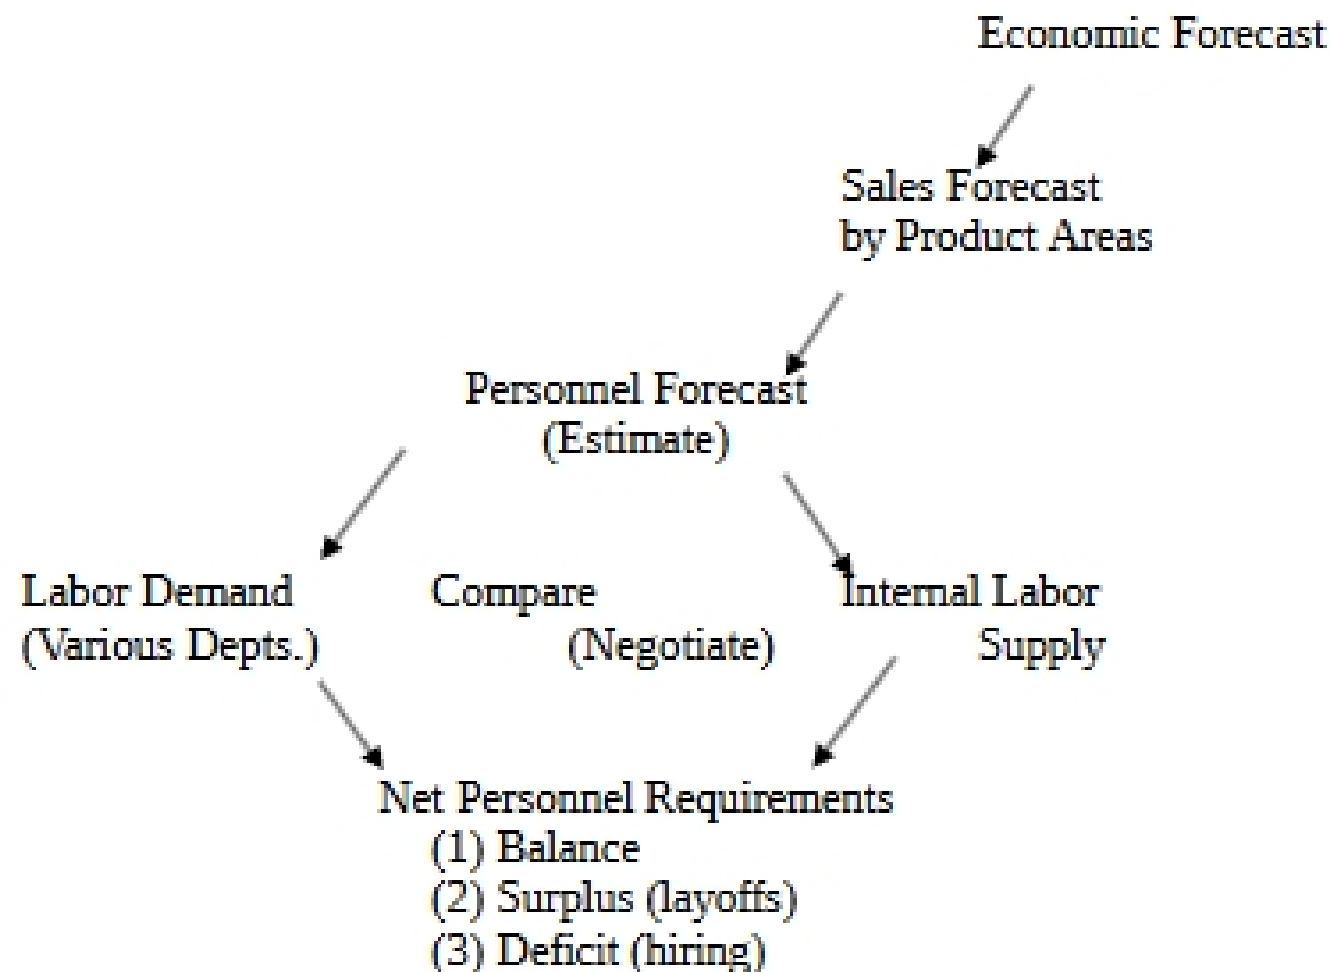 Economic Forecast
Sales Forecast
by Product Areas
Personnel Forecast
(Estimate)
Labor Demand
(Various Depts.)
Compare
(Negotiate)
Internal Labor
Supply
Net Personnel Requirements
(1) Balance
(2) Surplus (layoffs)
(3) Deficit (hiring)